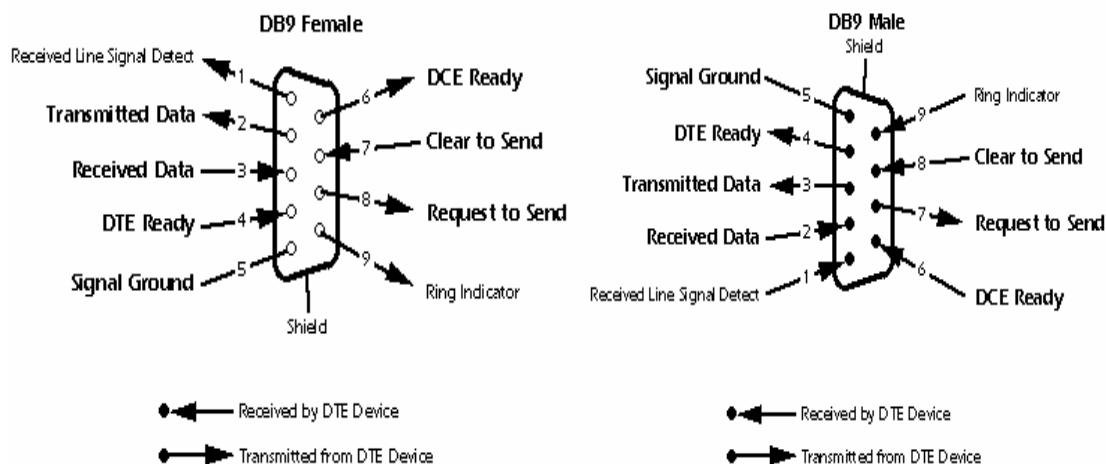 DB9 Female
Received Line Signal Detect
1
6
DCE Ready
Transmitted Data
2
7
Clear to Send
Received Data
3
8
Request to Send
DTE Ready
4
9
Ring Indicator
Signal Ground
5
Shield
Received by DTE Device
Transmitted from DTE Device
DB9 Male
Shield
Signal Ground
5
9
Ring Indicator
DTE Ready
4
8
Clear to Send
Transmitted Data
3
7
Request to Send
Received Data
2
6
DCE Ready
Received Line Signal Detect
1
Received by DTE Device
Transmitted from DTE Device